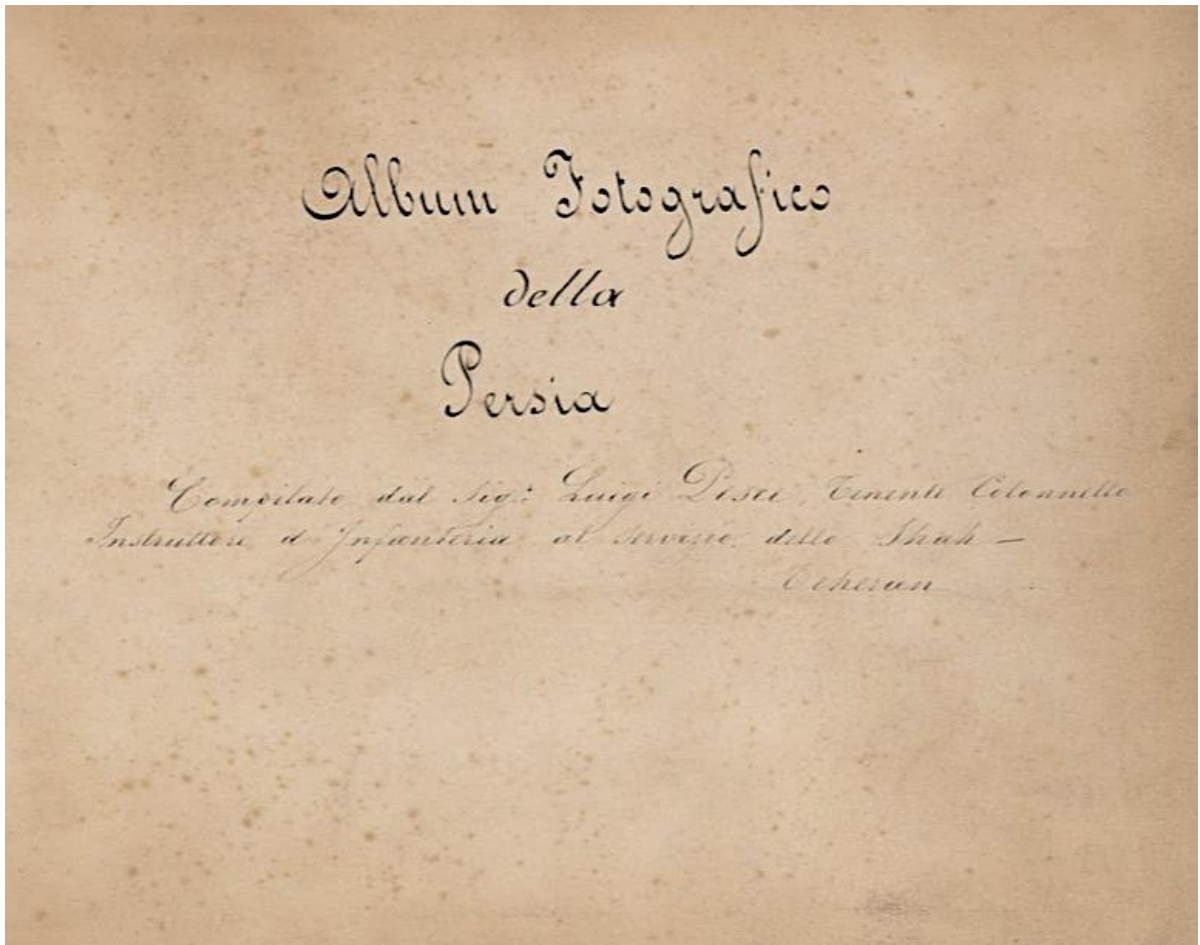 Album Fotografico
della
Persia
Compilato dal Sig: Luigi Pesce Tenente Colonnello
Instruttore d'Infanteria al servizio dello Shah —
Teheran